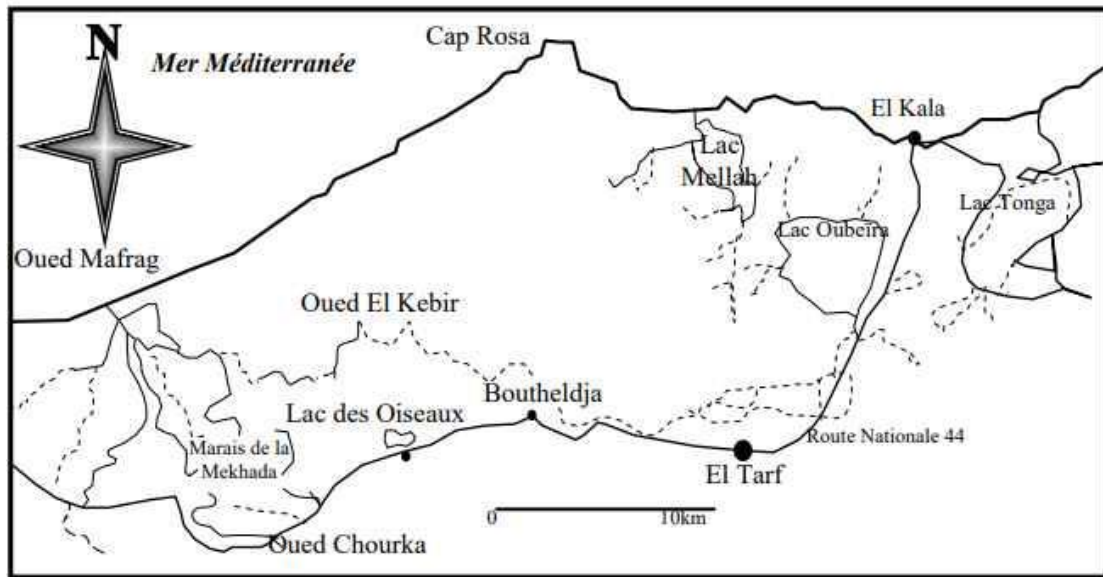 N
Mer Méditerranée
Cap Rosa
El Kala
Lac
Mellah
Lac Tonga
Lac Oubeïra
Oued Mafrag
Oued El Kebir
Boutheldja
Lac des Oiseaux
Marais de la
Mekhada
Route Nationale 44
El Tarf
0 10km
Oued Chourka